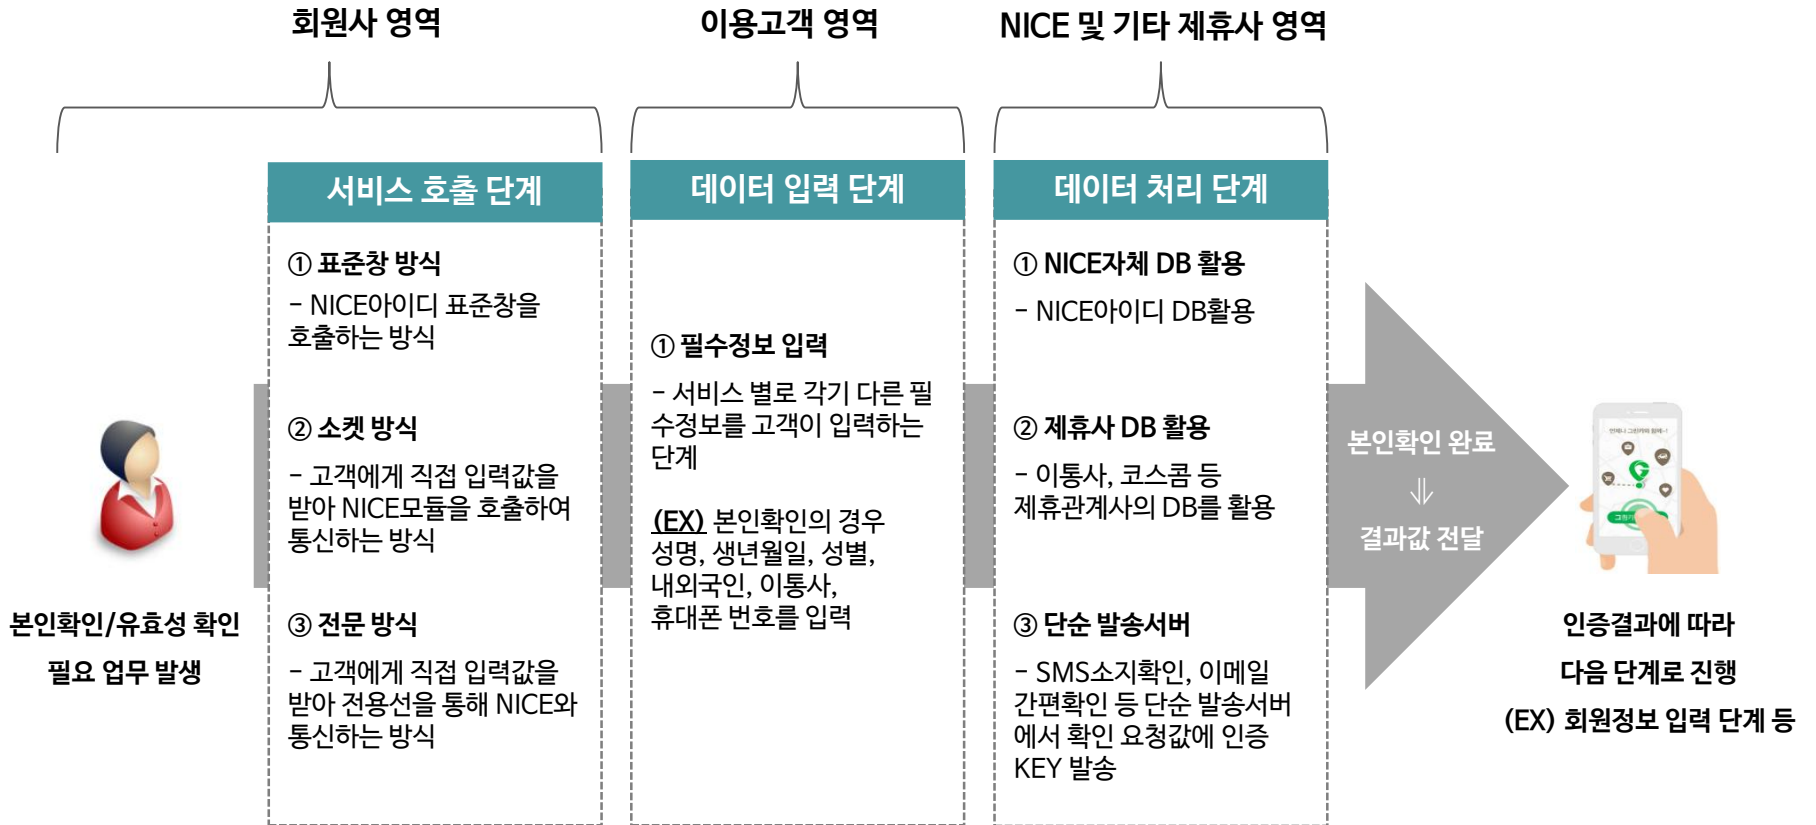 회원사 영역
이용고객 영역
NICE 및 기타 제휴사 영역
서비스 호출 단계
① 표준창 방식
- NICE아이디 표준창을
호출하는 방식
② 소켓 방식
- 고객에게 직접 입력값을
받아 NICE모듈을 호출하여
통신하는 방식
③ 전문 방식
- 고객에게 직접 입력값을
받아 전용선을 통해 NICE와
통신하는 방식
데이터 입력 단계
① 필수정보 입력
- 서비스 별로 각기 다른 필
수정보를 고객이 입력하는
단계
(EX) 본인확인의 경우
성명, 생년월일, 성별,
내외국인, 이통사,
휴대폰 번호를 입력
데이터 처리 단계
① NICE자체 DB 활용
- NICE아이디 DB활용
② 제휴사 DB 활용
- 이통사, 코스콤 등
제휴관계사의 DB를 활용
③ 단순 발송서버
- SMS소지확인, 이메일
간편확인 등 단순 발송서버
에서 확인 요청값에 인증
KEY 발송
본인확인/유효성 확인
필요 업무 발생
본인확인 완료
⇓
결과값 전달
언제나 그린카와 함께~!
인증결과에 따라
다음 단계로 진행
(EX) 회원정보 입력 단계 등